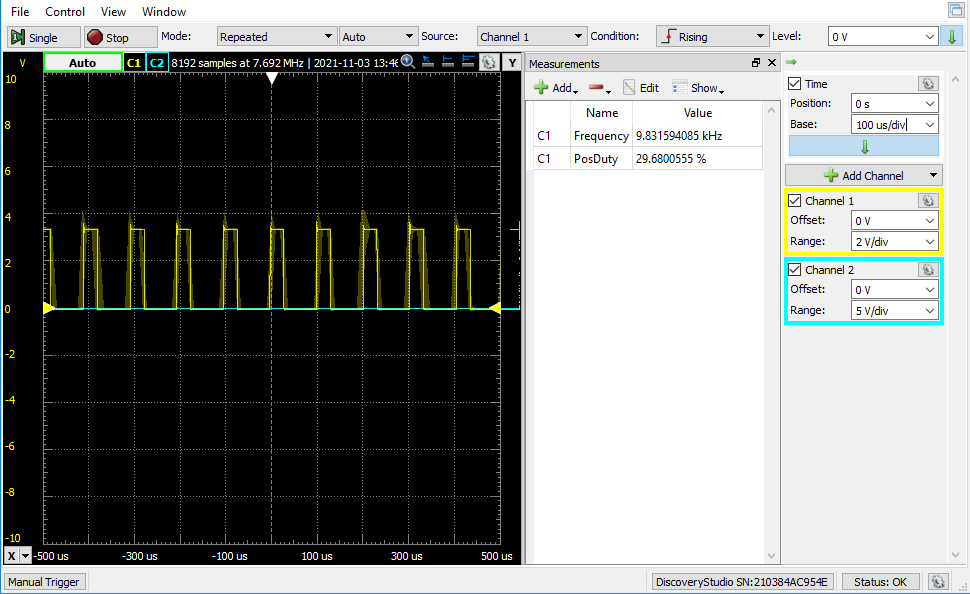 File Control View Window
Single Stop Mode: Repeated Auto Source: Channel 1 Condition: Rising Level: 0 V
V Auto C1 C2 8192 samples at 7.692 MHz | 2021-11-03 13:46 Y
Measurements
Add Edit Show
Name Value
C1 Frequency 9.831594085 kHz
C1 PosDuty 29.6800555 %
Time
Position: 0 s
Base: 100 us/div
Add Channel
Channel 1
Offset: 0 V
Range: 2 V/div
Channel 2
Offset: 0 V
Range: 5 V/div
10
8
6
4
2
0
-2
-4
-6
-8
-10
X -500 us -300 us -100 us 100 us 300 us 500 us
Manual Trigger DiscoveryStudio SN:210384AC954E Status: OK